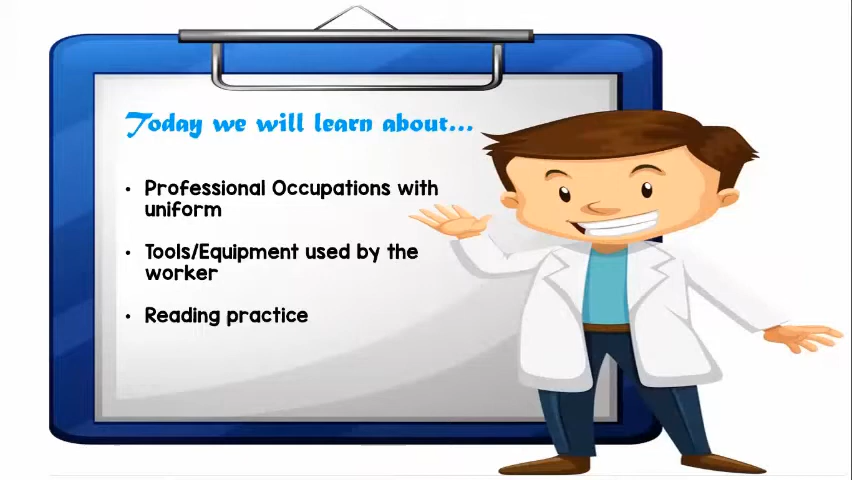 Today we will learn about...
• Professional Occupations with
uniform
• Tools/Equipment used by the
worker
• Reading practice